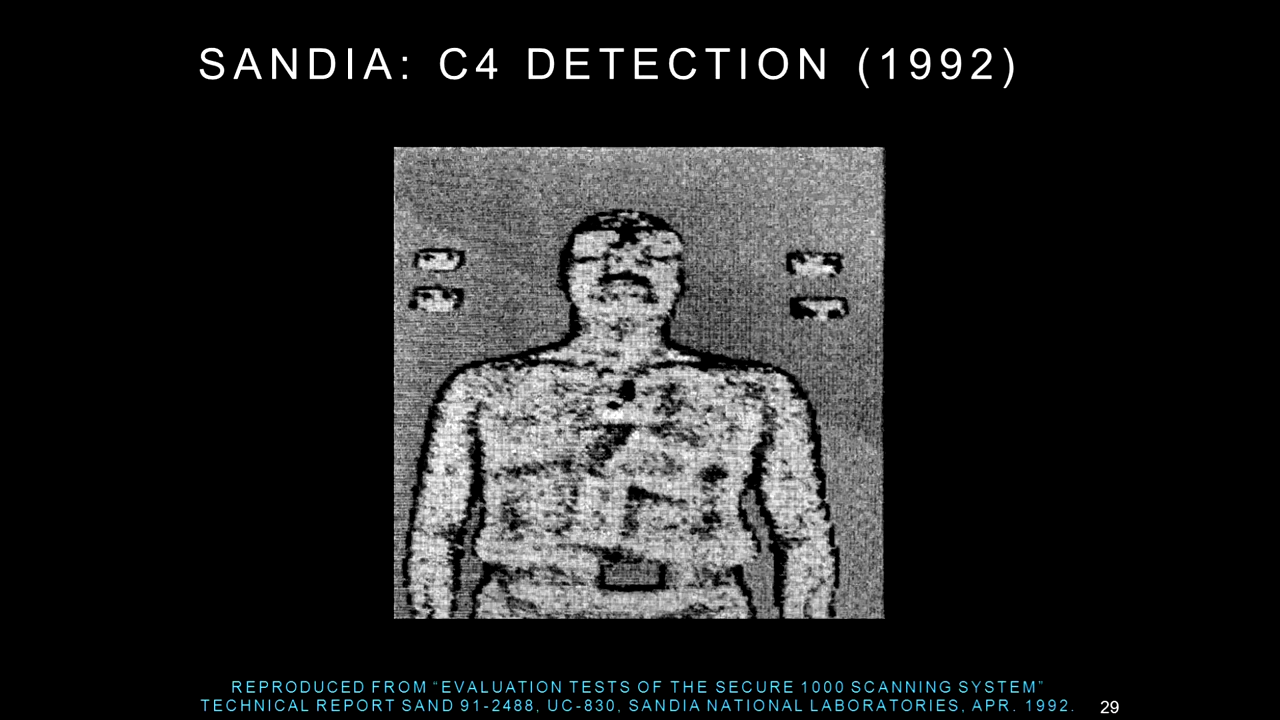 SANDIA: C4 DETECTION (1992)
REPRODUCED FROM “EVALUATION TESTS OF THE SECURE 1000 SCANNING SYSTEM”
TECHNICAL REPORT SAND 91-2488, UC-830, SANDIA NATIONAL LABORATORIES, APR. 1992.
29